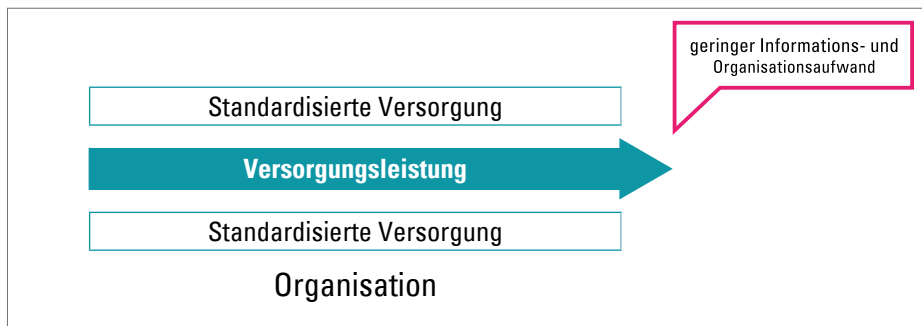 geringer Informations- und
Organisationsaufwand
Standardisierte Versorgung
Versorgungsleistung
Standardisierte Versorgung
Organisation